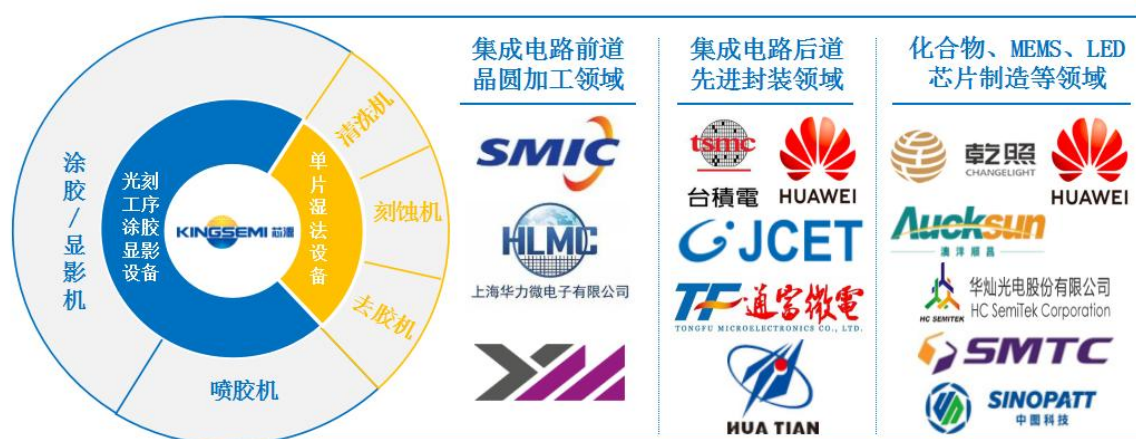 涂胶/显影机
喷胶机
清洗机
刻蚀机
去胶机
光刻
工序
涂胶
显影
设备
单片湿法设备
KINGSEMI 芯源
集成电路前道
晶圆加工领域
SMIC
HLMC
上海华力微电子有限公司
集成电路后道
先进封装领域
tsmc
台積電
HUAWEI
JCET
TF 通富微電
TONGFU MICROELECTRONICS CO., LTD.
HUA TIAN
化合物、MEMS、LED
芯片制造等领域
乾照
CHANGELIGHT
HUAWEI
Aucksun
澳洋顺昌
HC SEMITEK
华灿光电股份有限公司
HC SemiTek Corporation
SMTC
SINOPATT
中图科技